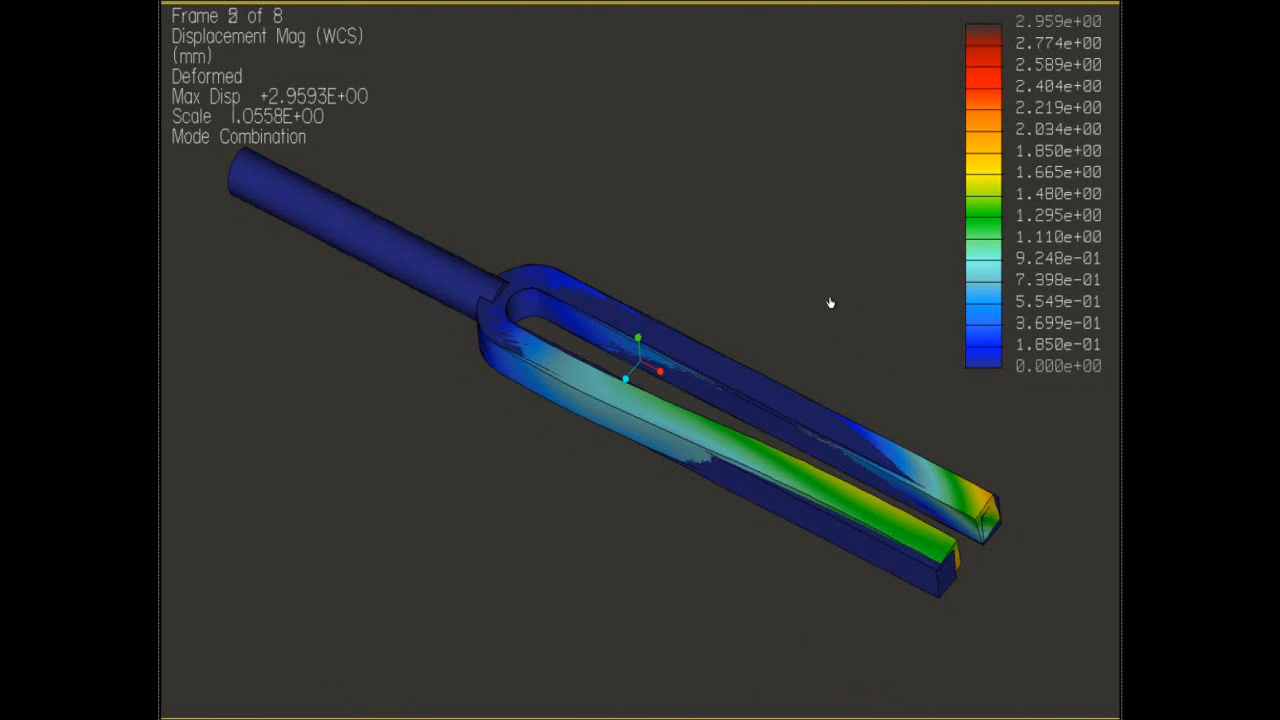 Frame of 8
Displacement Mag (WCS)
(mm)
Deformed
Max Disp +2.9593E+00
Scale 1.0558E+00
Mode Combination
2.959e+00
2.774e+00
2.589e+00
2.404e+00
2.219e+00
2.034e+00
1.850e+00
1.665e+00
1.480e+00
1.295e+00
1.110e+00
9.248e-01
7.398e-01
5.549e-01
3.699e-01
1.850e-01
0.000e+00